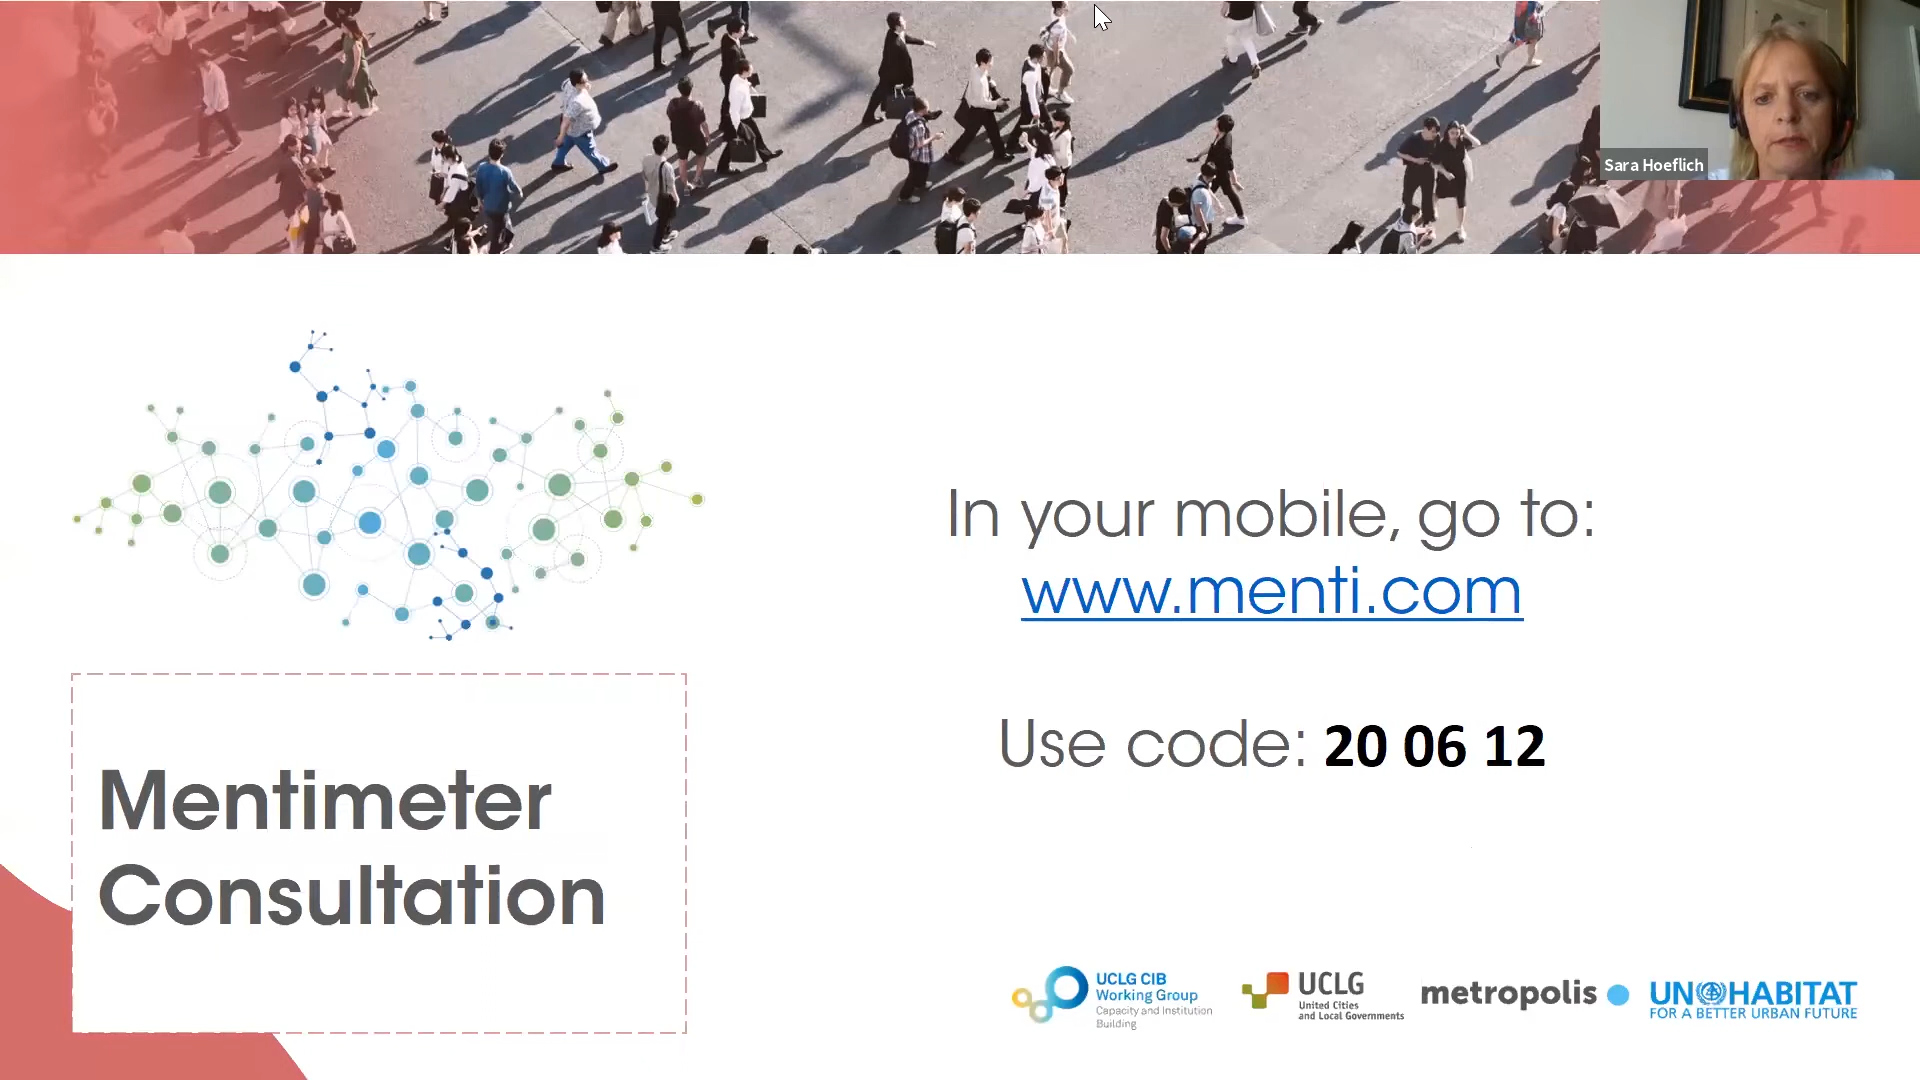 Sara Hoeflich
In your mobile, go to:
www.menti.com
Use code: 20 06 12
Mentimeter
Consultation
UCLG CIB
Working Group
Capacity and Institution
Building
UCLG
United Cities
and Local Governments
metropolis
UN HABITAT
FOR A BETTER URBAN FUTURE